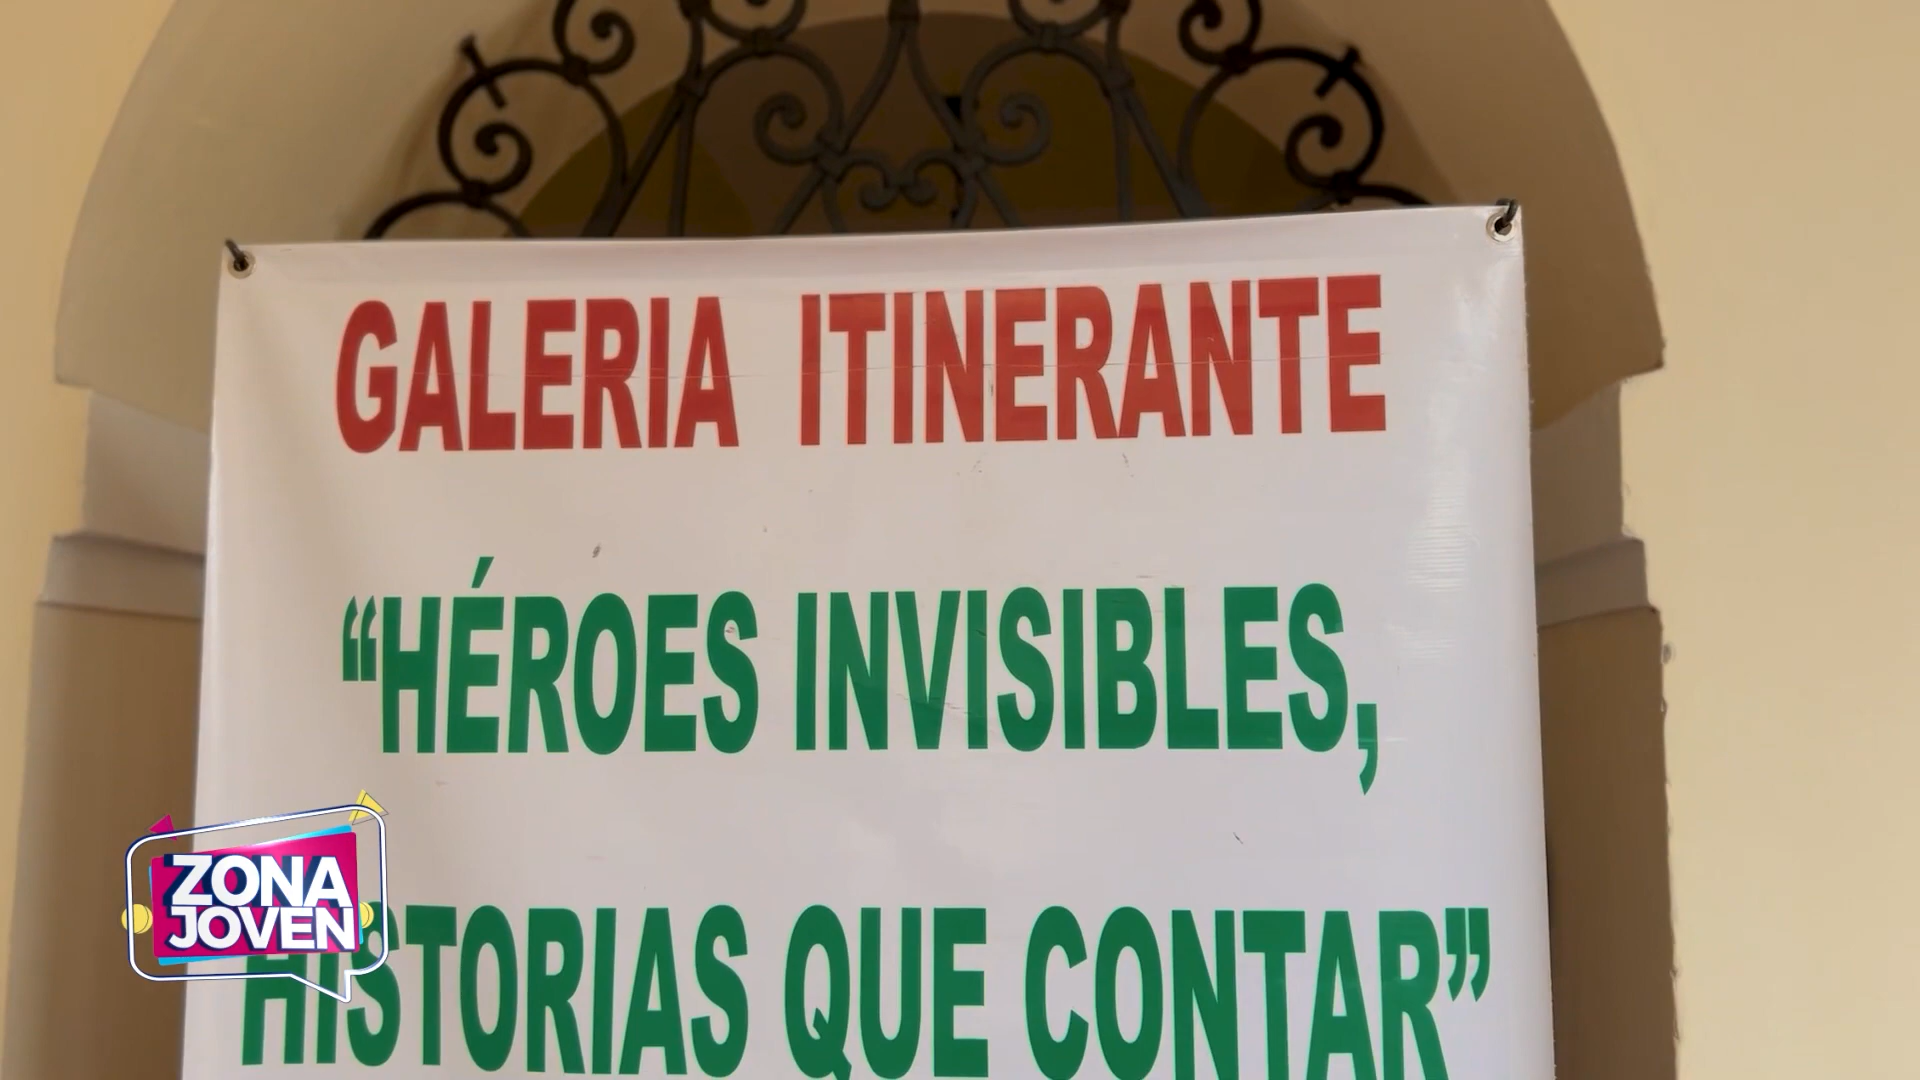 GALERIA ITINERANTE
“HÉROES INVISIBLES,
HISTORIAS QUE CONTAR”
ZONA
JOVEN